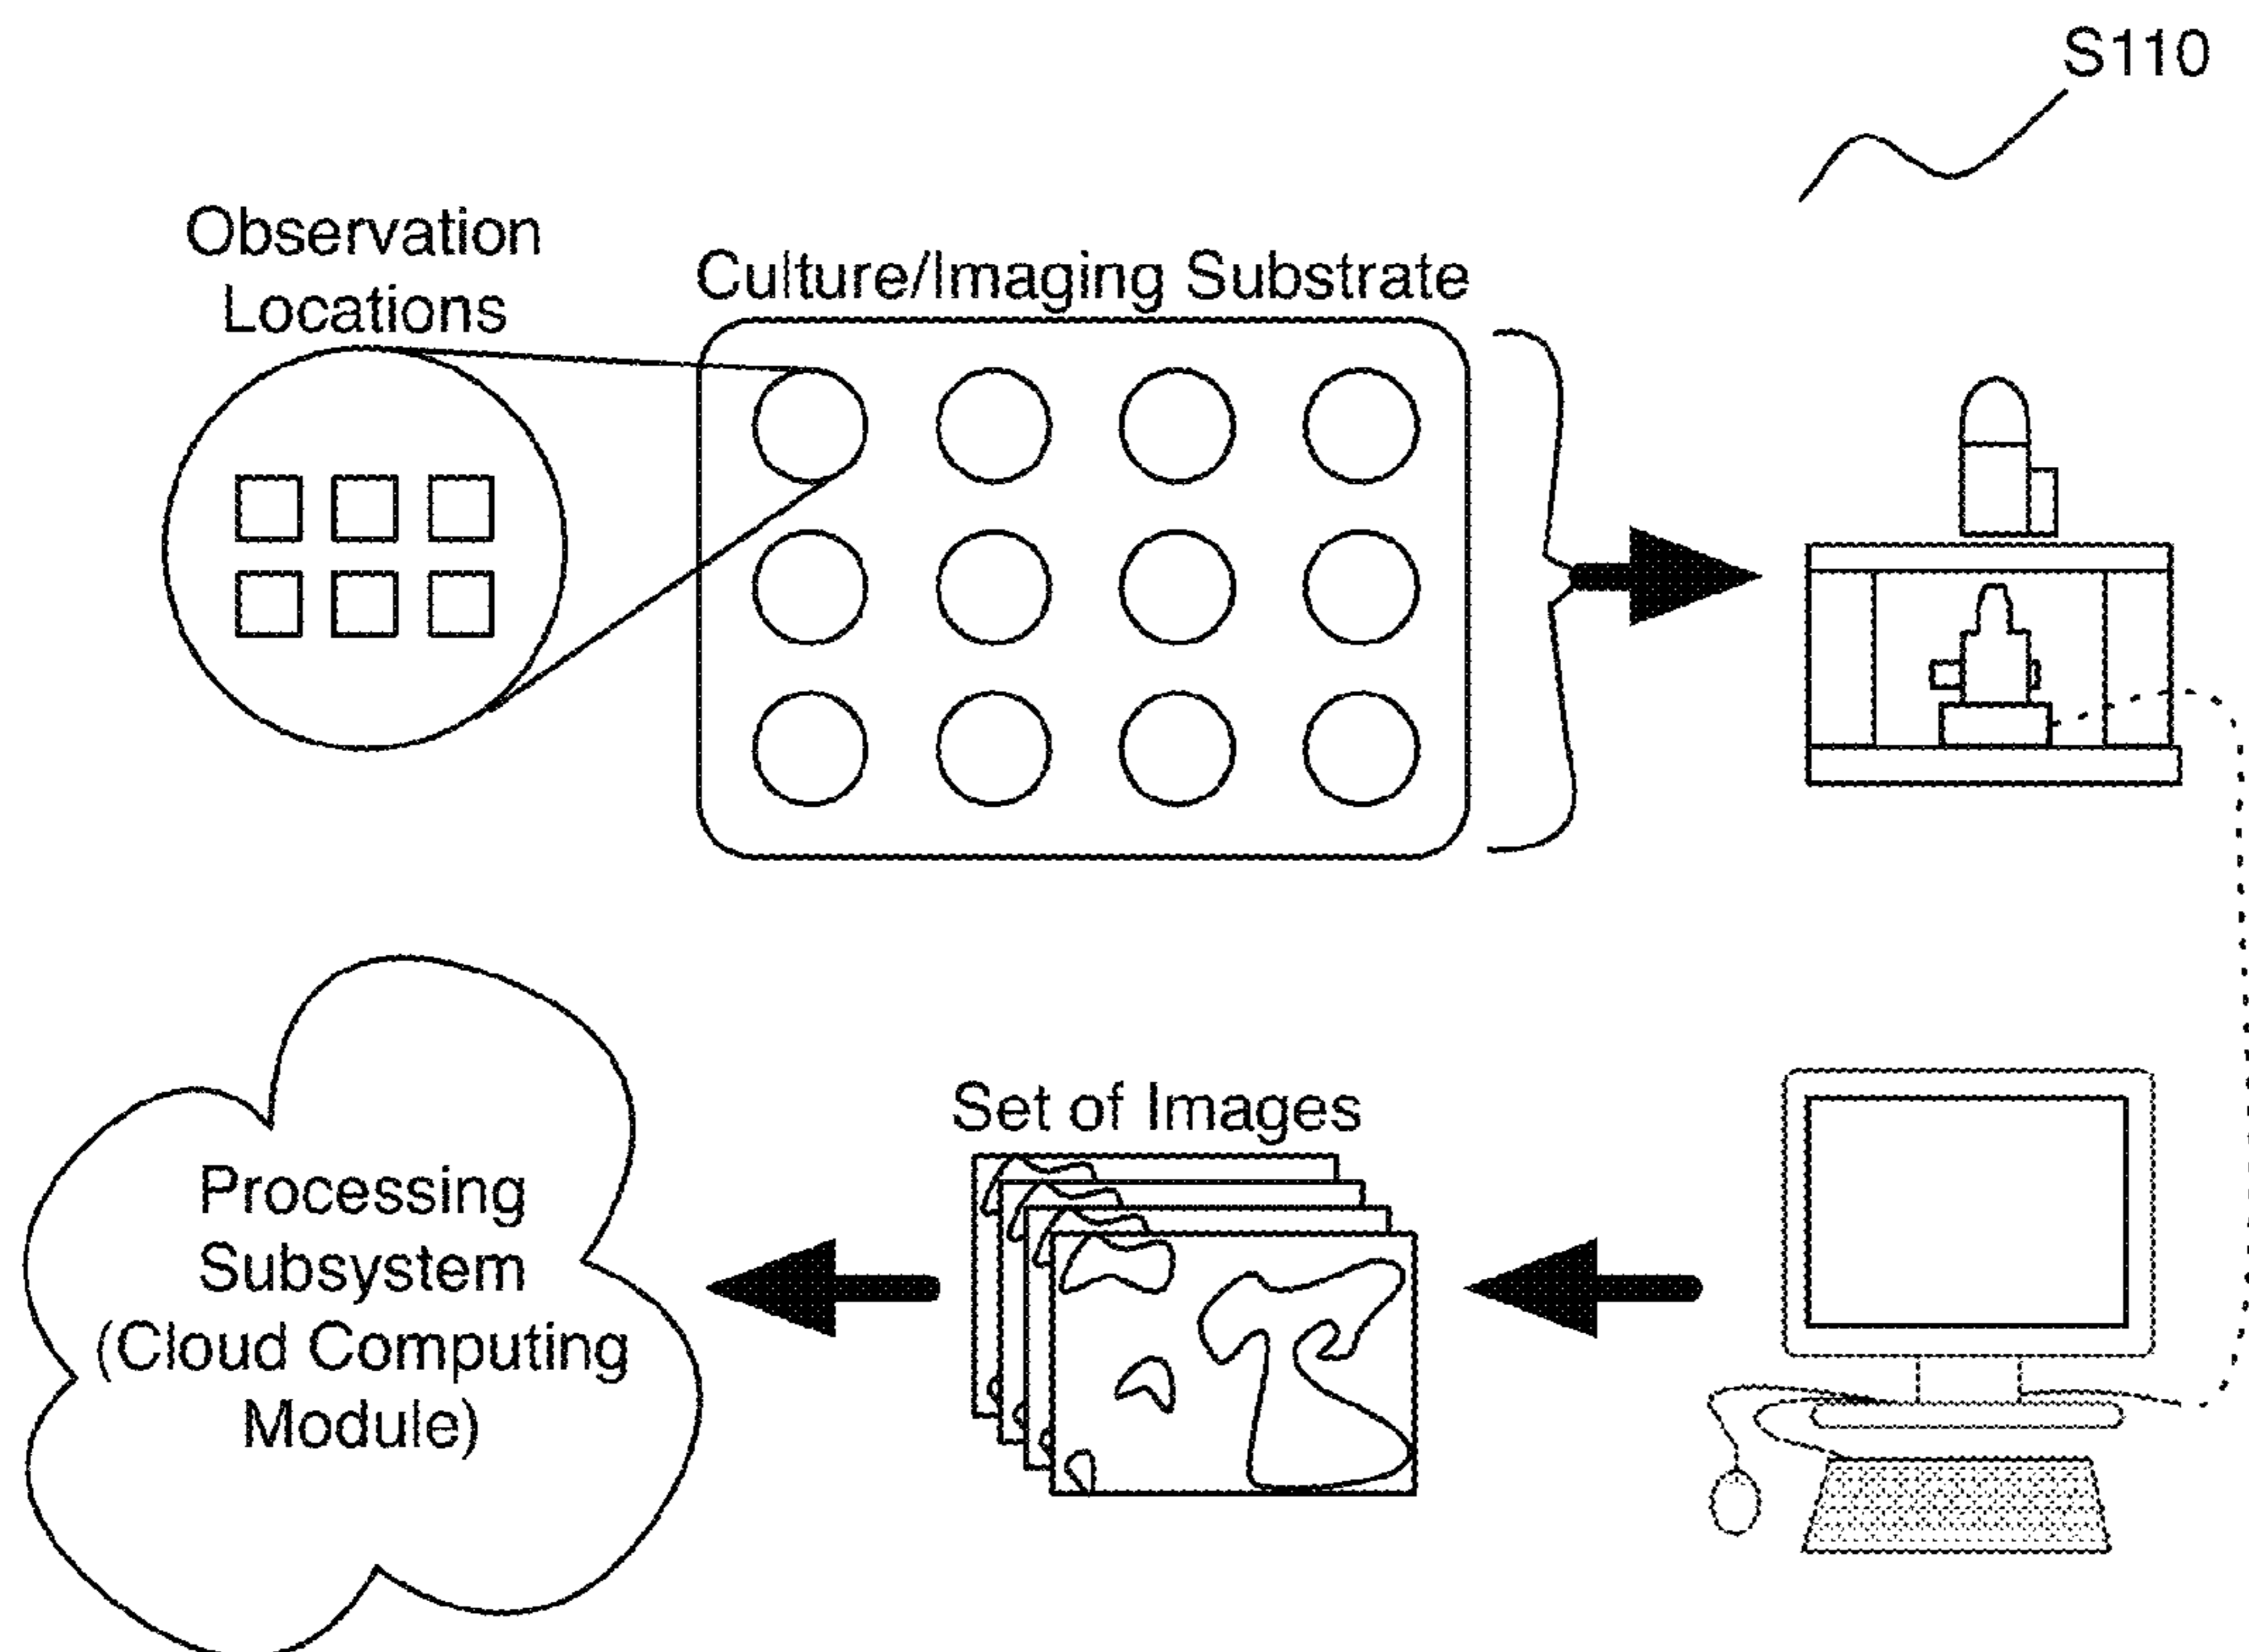 S110
Observation
Locations
Culture/Imaging Substrate
Set of Images
Processing
Subsystem
(Cloud Computing
Module)